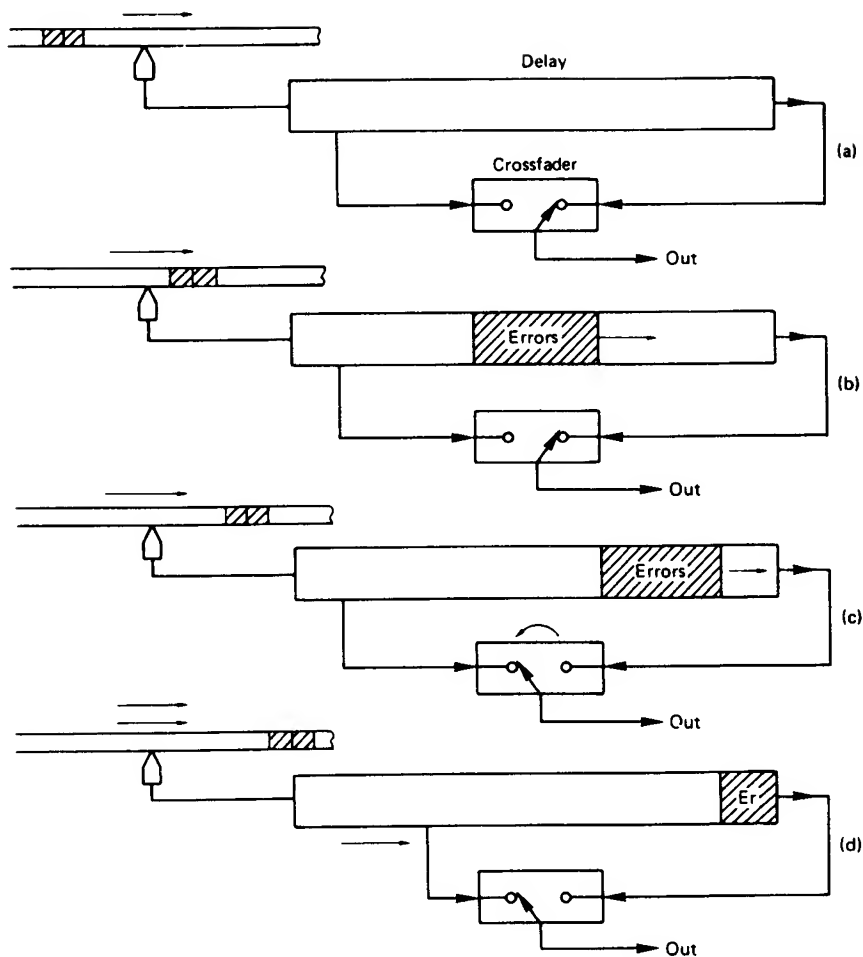 Delay
(a)
Crossfader
Out
Errors
(b)
Out
Errors
(c)
Out
Er
(d)
Out